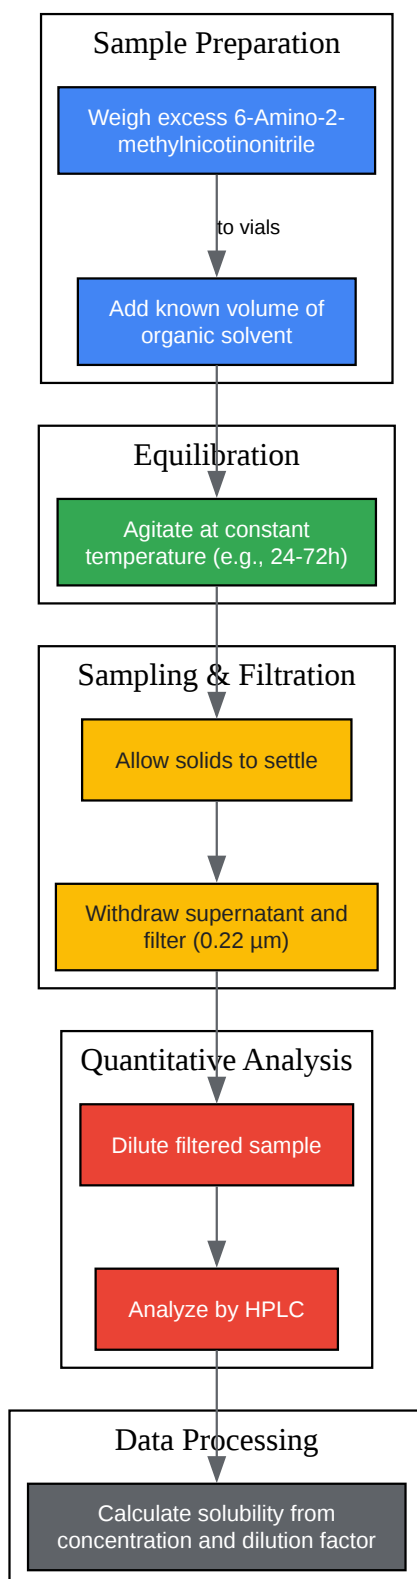 Sample Preparation
Weigh excess 6-Amino-2-
methylnicotinonitrile
to vials
Add known volume of
organic solvent
Equilibration
Agitate at constant
temperature (e.g., 24-72h)
Sampling & Filtration
Allow solids to settle
Withdraw supernatant and
filter (0.22 µm)
Quantitative Analysis
Dilute filtered sample
Analyze by HPLC
Data Processing
Calculate solubility from
concentration and dilution factor